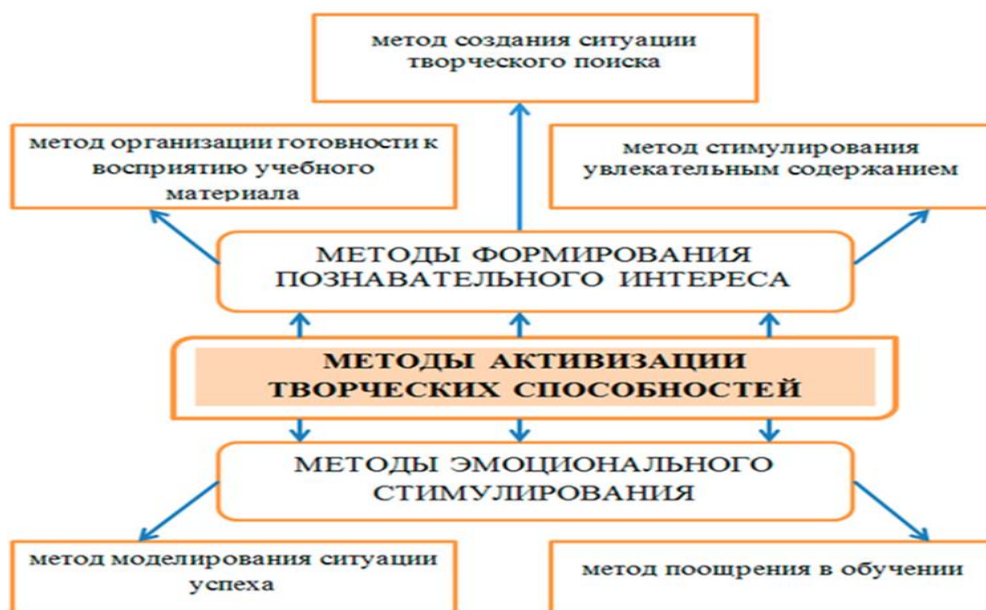 метод создания ситуации
творческого поиска
метод организации готовности к
восприятию учебного
материала
метод стимулирования
увлекательным содержанием
МЕТОДЫ ФОРМИРОВАНИЯ
ПОЗНАВАТЕЛЬНОГО ИНТЕРЕСА
МЕТОДЫ АКТИВИЗАЦИИ
ТВОРЧЕСКИХ СПОСОБНОСТЕЙ
МЕТОДЫ ЭМОЦИОНАЛЬНОГО
СТИМУЛИРОВАНИЯ
метод моделирования ситуации
успеха
метод поощрения в обучении